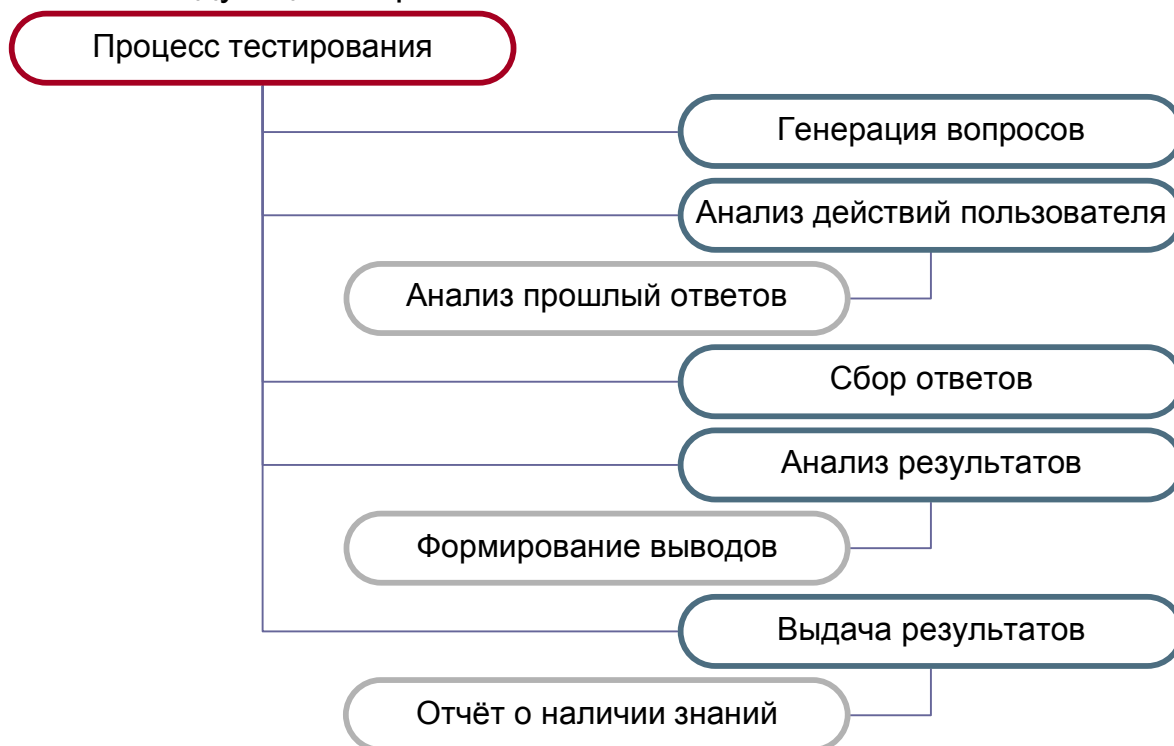 Процесс тестирования
Генерация вопросов
Анализ действий пользователя
Анализ прошлый ответов
Сбор ответов
Анализ результатов
Формирование выводов
Выдача результатов
Отчёт о наличии знаний